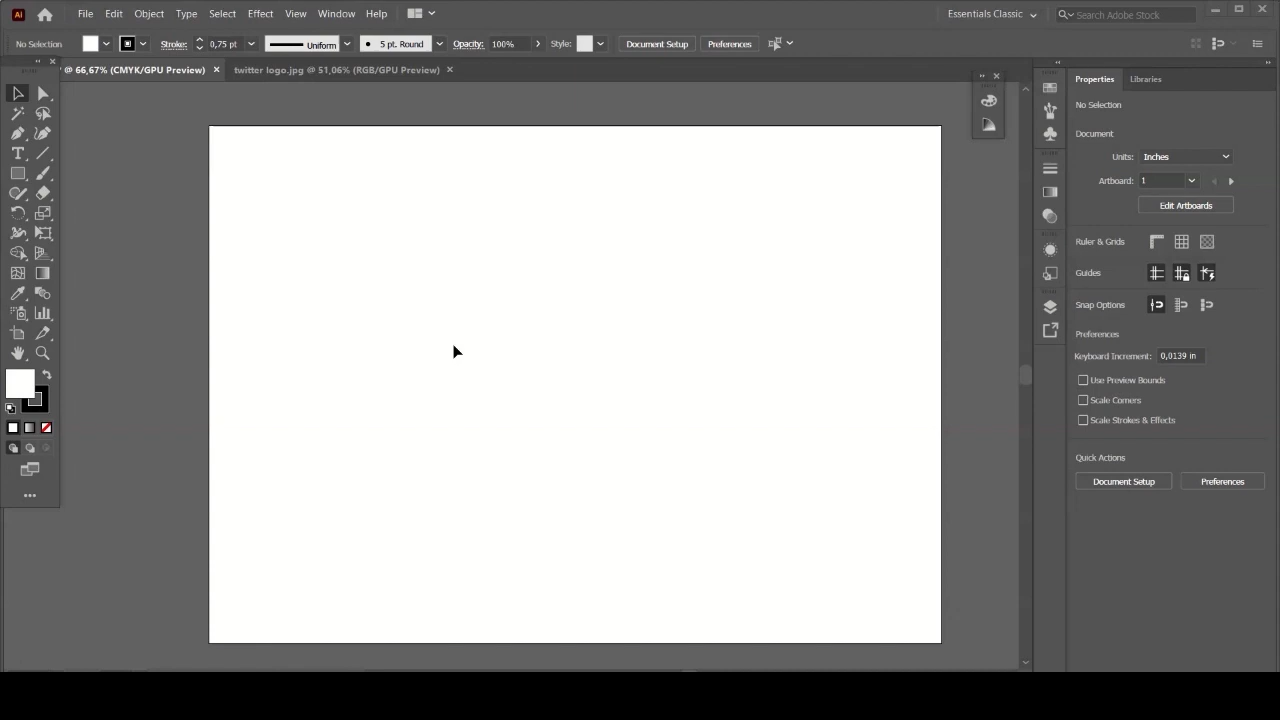 Ai File Edit Object Type Select Effect View Window Help Essentials Classic Search Adobe Stock
No Selection Stroke: 0,75 pt Uniform 5 pt. Round Opacity: 100% Style: Document Setup Preferences
@ 66,67% (CMYK/GPU Preview) twitter logo.jpg @ 51,06% (RGB/GPU Preview)
Properties Libraries
No Selection
Document
Units: Inches
Artboard: 1
Edit Artboards
Ruler & Grids
Guides
Snap Options
Preferences
Keyboard Increment: 0,0139 in
Use Preview Bounds
Scale Corners
Scale Strokes & Effects
Quick Actions
Document Setup Preferences